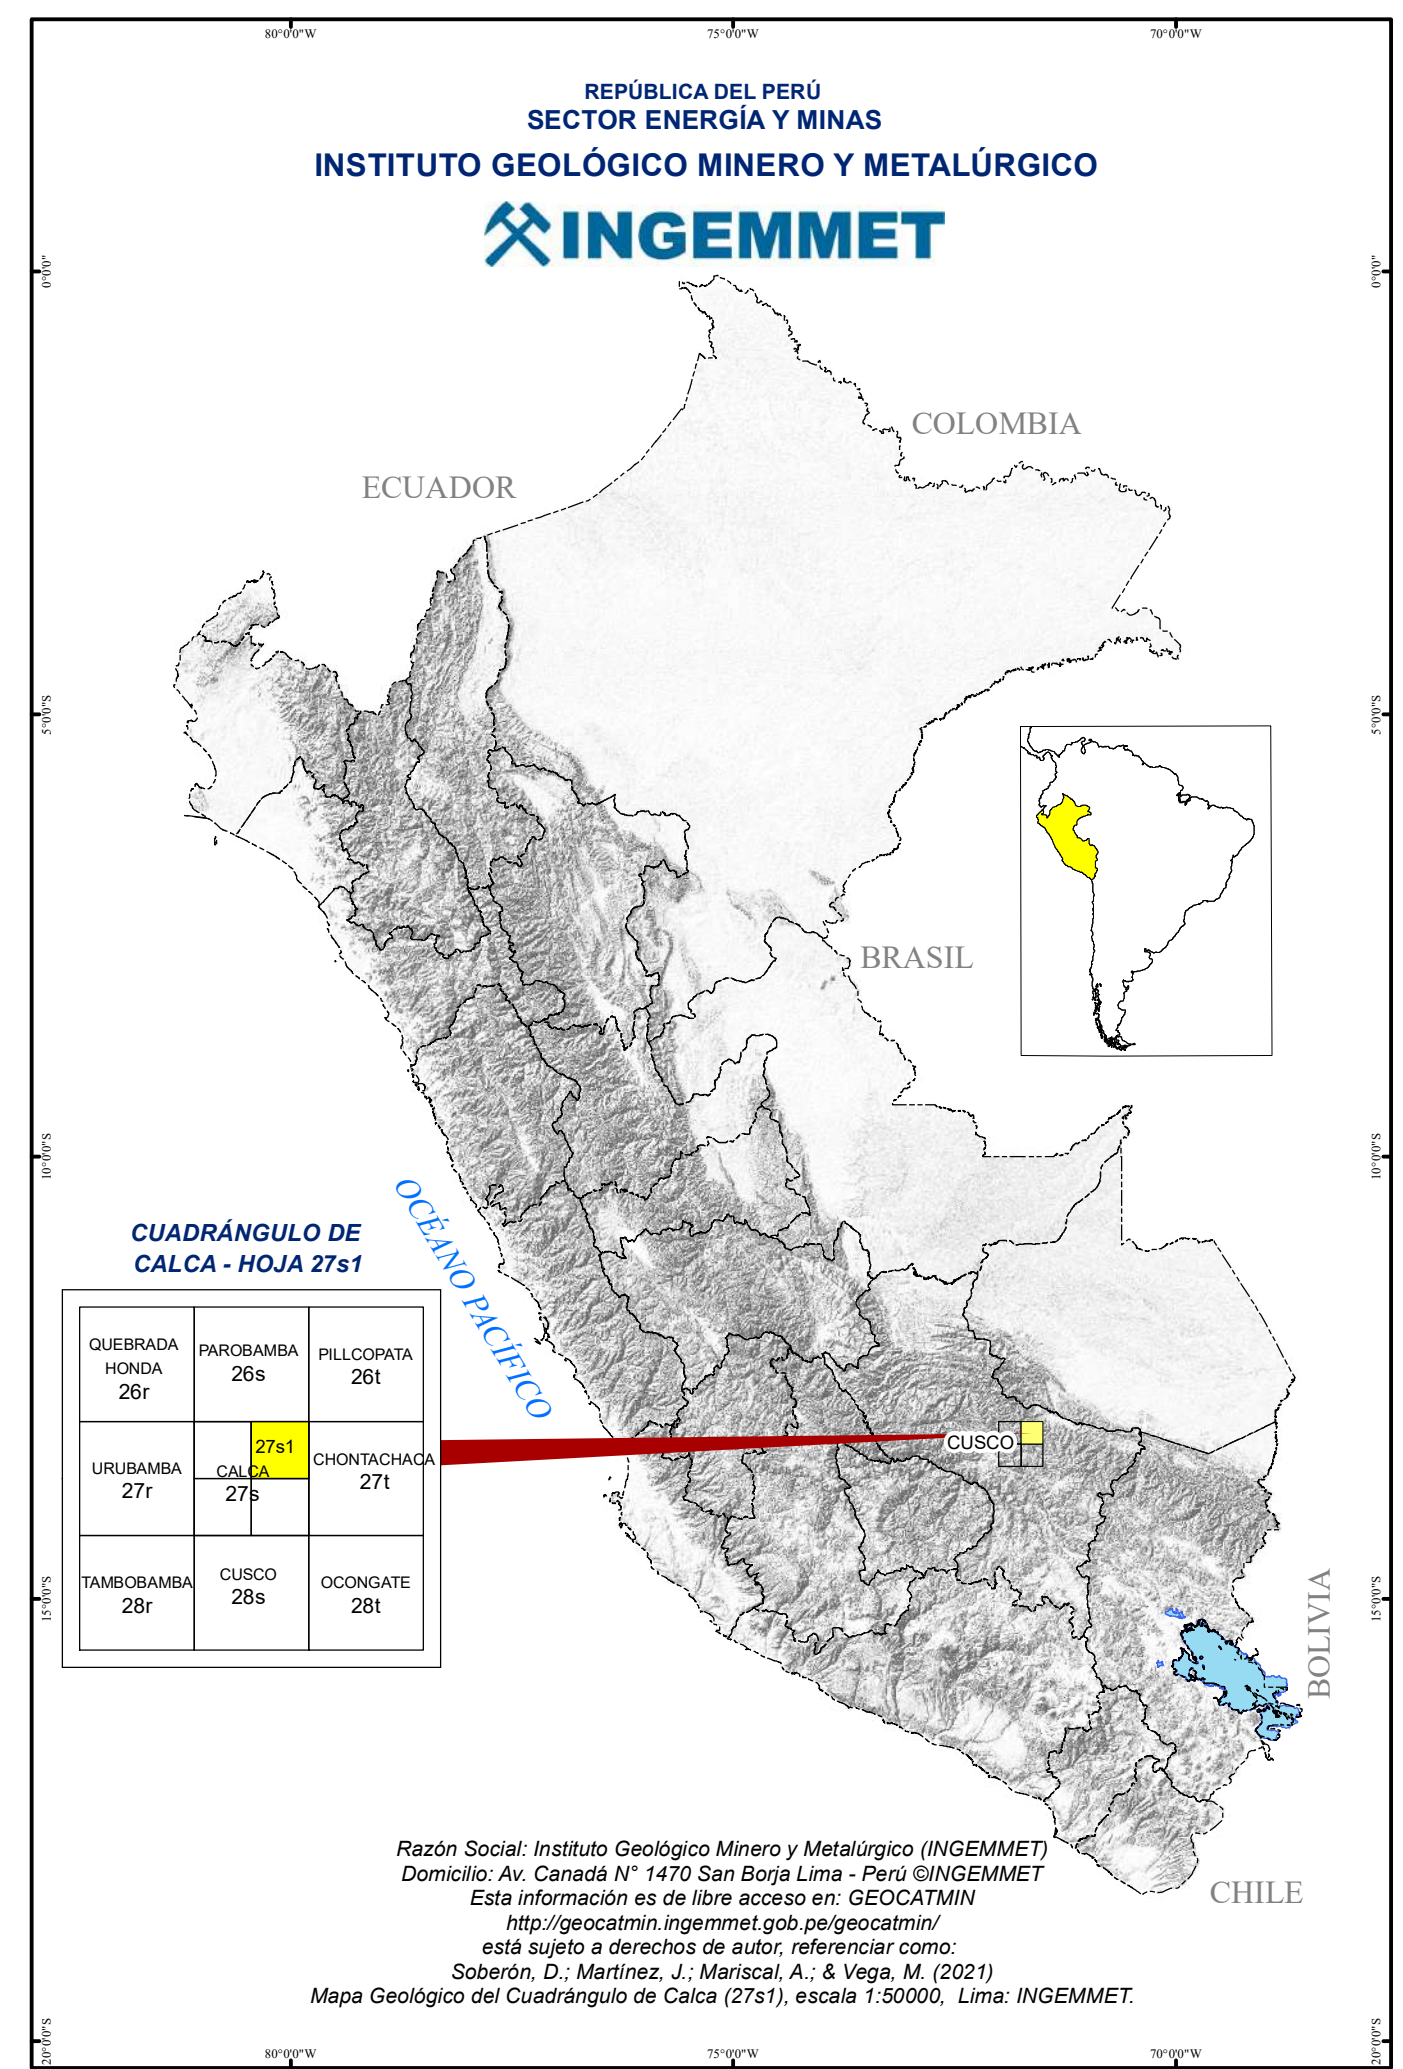 80°0'0"W
75°0'0"W
70°0'0"W
REPÚBLICA DEL PERÚ
SECTOR ENERGÍA Y MINAS
INSTITUTO GEOLÓGICO MINERO Y METALÚRGICO
INGEMMET
0°0'0"
0°0'0"
COLOMBIA
ECUADOR
5°0'0"S
5°0'0"S
BRASIL
10°0'0"S
10°0'0"S
OCÉANO PACÍFICO
CUADRÁNGULO DE
CALCA - HOJA 27s1
QUEBRADA
HONDA
26r
PAROBAMBA
26s
PILLCOPATA
26t
URUBAMBA
27r
27s1
CALCA
27s
CHONTACHACA
27t
TAMBOBAMBA
28r
CUSCO
28s
OCONGATE
28t
CUSCO
15°0'0"S
15°0'0"S
BOLIVIA
CHILE
Razón Social: Instituto Geológico Minero y Metalúrgico (INGEMMET)
Domicilio: Av. Canadá N° 1470 San Borja Lima - Perú ©INGEMMET
Esta información es de libre acceso en: GEOCATMIN
http://geocatmin.ingemmet.gob.pe/geocatmin/
está sujeto a derechos de autor, referenciar como:
Soberón, D.; Martínez, J.; Mariscal, A.; & Vega, M. (2021)
Mapa Geológico del Cuadrángulo de Calca (27s1), escala 1:50000, Lima: INGEMMET.
20°0'0"S
20°0'0"S
80°0'0"W
75°0'0"W
70°0'0"W